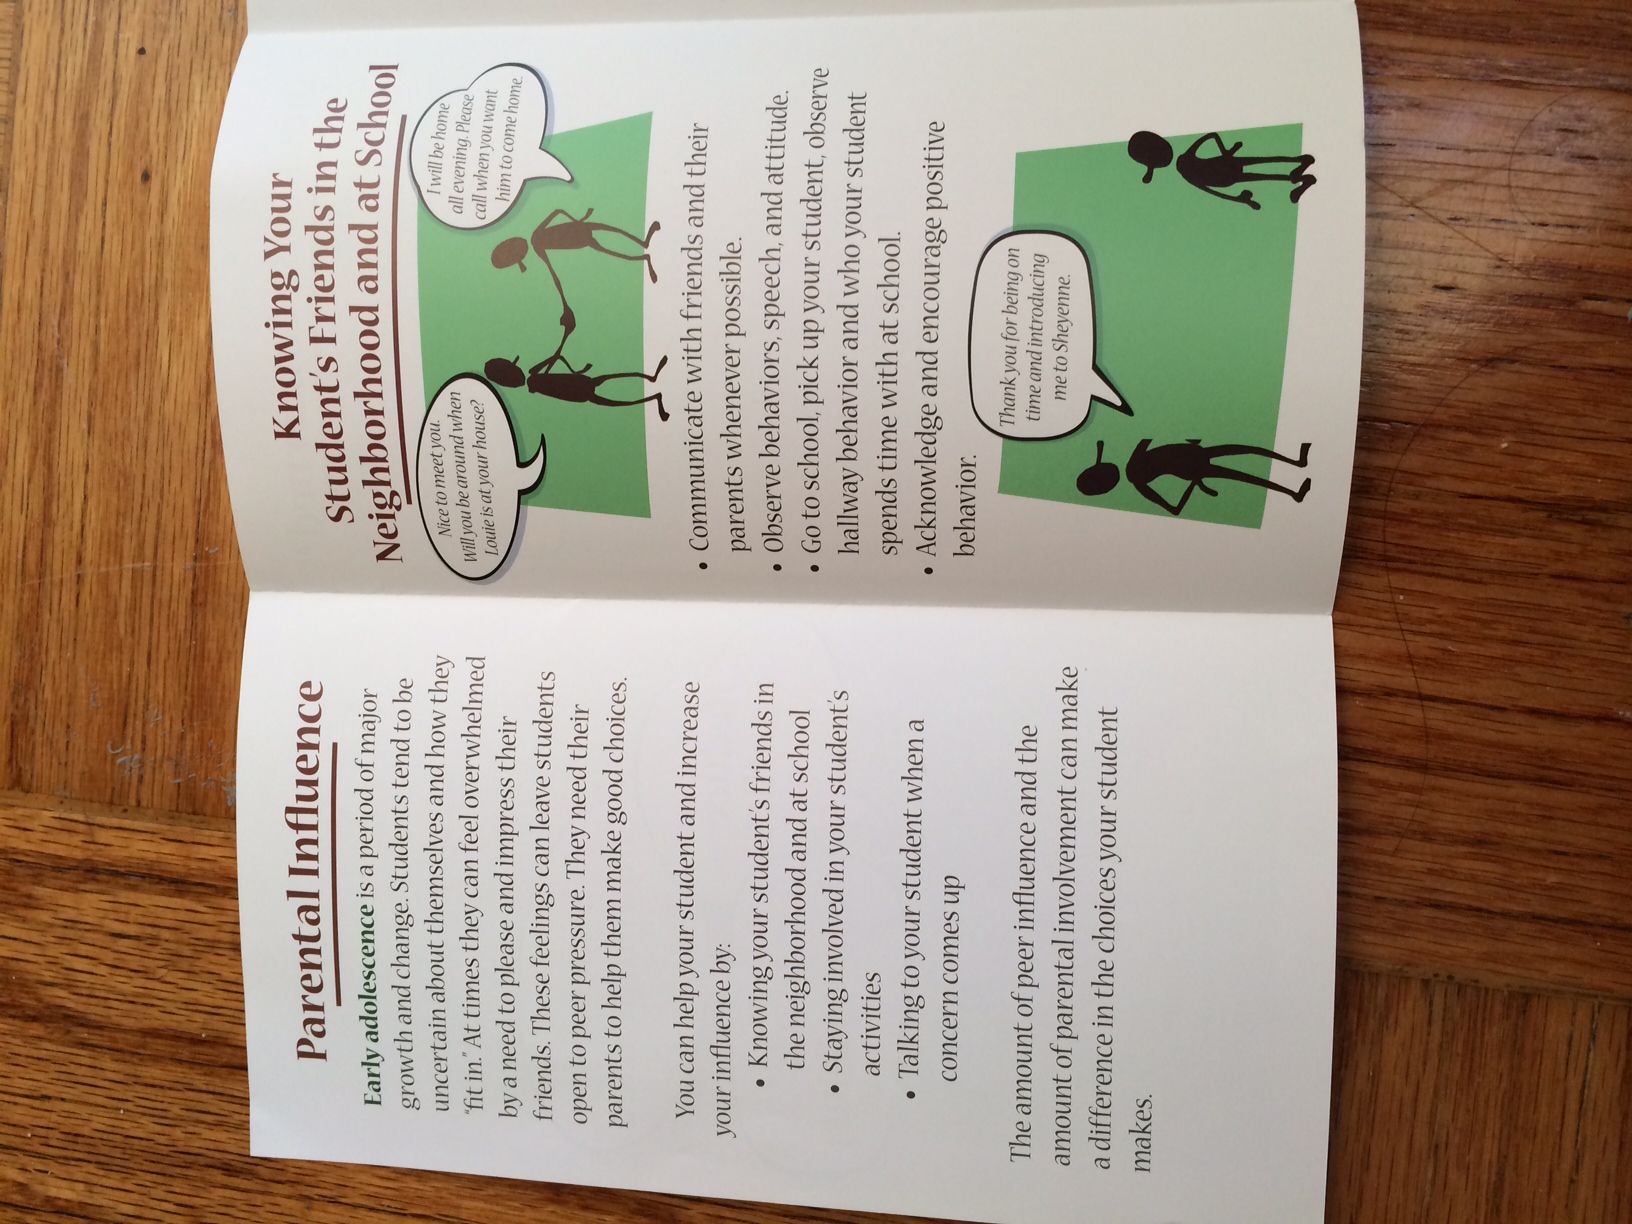 Parental Influence
Early adolescence is a period of major
growth and change. Students tend to be
uncertain about themselves and how they
“fit in.” At times they can feel overwhelmed
by a need to please and impress their
friends. These feelings can leave students
open to peer pressure. They need their
parents to help them make good choices.
You can help your student and increase
your influence by:
• Knowing your student's friends in
the neighborhood and at school
• Staying involved in your student's
activities
• Talking to your student when a
concern comes up
The amount of peer influence and the
amount of parental involvement can make
a difference in the choices your student
makes.
Knowing Your
Student's Friends in the
Neighborhood and at School
Nice to meet you.
Will you be around when
Louie is at your house?
I will be home
all evening. Please
call when you want
him to come home.
• Communicate with friends and their
parents whenever possible.
• Observe behaviors, speech, and attitude.
• Go to school, pick up your student, observe
hallway behavior and who your student
spends time with at school.
• Acknowledge and encourage positive
behavior.
Thank you for being on
time and introducing
me to Sheyenne.